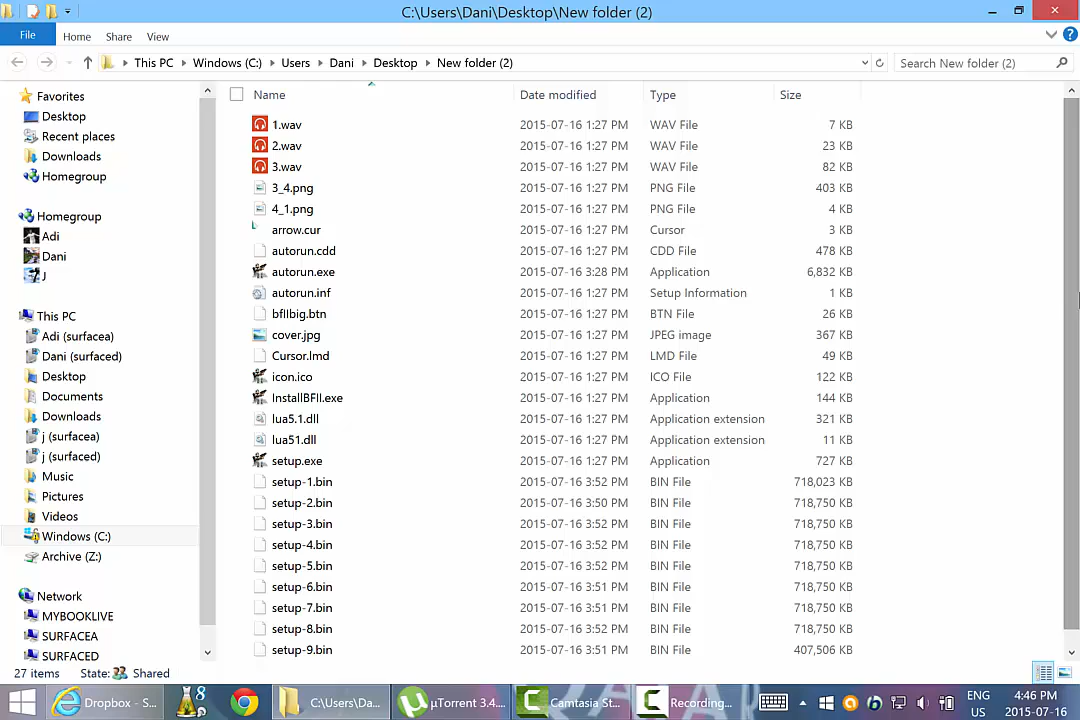 C:\Users\Dani\Desktop\New folder (2)
File Home Share View
This PC Windows (C:) Users Dani Desktop New folder (2) Search New folder (2)
Name Date modified Type Size
Favorites
Desktop
Recent places
Downloads
Homegroup
Homegroup
Adi
Dani
J
This PC
Adi (surfacea)
Dani (surfaced)
Desktop
Documents
Downloads
j (surfacea)
j (surfaced)
Music
Pictures
Videos
Windows (C:)
Archive (Z:)
Network
MYBOOKLIVE
SURFACEA
SURFACED
1.wav 2015-07-16 1:27 PM WAV File 7 KB
2.wav 2015-07-16 1:27 PM WAV File 23 KB
3.wav 2015-07-16 1:27 PM WAV File 82 KB
3_4.png 2015-07-16 1:27 PM PNG File 403 KB
4_1.png 2015-07-16 1:27 PM PNG File 4 KB
arrow.cur 2015-07-16 1:27 PM Cursor 3 KB
autorun.cdd 2015-07-16 1:27 PM CDD File 478 KB
autorun.exe 2015-07-16 3:28 PM Application 6,832 KB
autorun.inf 2015-07-16 1:27 PM Setup Information 1 KB
bfIIbig.btn 2015-07-16 1:27 PM BTN File 26 KB
cover.jpg 2015-07-16 1:27 PM JPEG image 367 KB
Cursor.lmd 2015-07-16 1:27 PM LMD File 49 KB
icon.ico 2015-07-16 1:27 PM ICO File 122 KB
InstallBFII.exe 2015-07-16 1:27 PM Application 144 KB
lua5.1.dll 2015-07-16 1:27 PM Application extension 321 KB
lua51.dll 2015-07-16 1:27 PM Application extension 11 KB
setup.exe 2015-07-16 1:27 PM Application 727 KB
setup-1.bin 2015-07-16 3:52 PM BIN File 718,023 KB
setup-2.bin 2015-07-16 3:50 PM BIN File 718,750 KB
setup-3.bin 2015-07-16 3:52 PM BIN File 718,750 KB
setup-4.bin 2015-07-16 3:52 PM BIN File 718,750 KB
setup-5.bin 2015-07-16 3:52 PM BIN File 718,750 KB
setup-6.bin 2015-07-16 3:51 PM BIN File 718,750 KB
setup-7.bin 2015-07-16 3:51 PM BIN File 718,750 KB
setup-8.bin 2015-07-16 3:52 PM BIN File 718,750 KB
setup-9.bin 2015-07-16 3:51 PM BIN File 407,506 KB
27 items State: Shared
Dropbox - S... C:\Users\Da... µTorrent 3.4.... Camtasia St... Recording... ENG 4:46 PM
US 2015-07-16